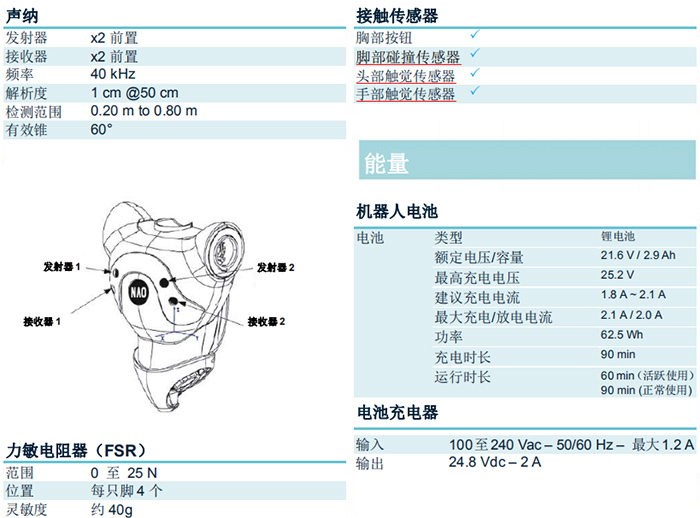 声纳
发射器 x2 前置
接收器 x2 前置
频率 40 kHz
解析度 1 cm @50 cm
检测范围 0.20 m to 0.80 m
有效锥 60°
发射器 1
发射器 2
接收器 1
接收器 2
NAO
Z
X
Y
力敏电阻器（FSR）
范围 0 至 25 N
位置 每只脚 4 个
灵敏度 约 40g
接触传感器
胸部按钮 ✓
脚部碰撞传感器 ✓
头部触觉传感器 ✓
手部触觉传感器 ✓
能量
机器人电池
电池 类型 锂电池
额定电压/容量 21.6 V / 2.9 Ah
最高充电电压 25.2 V
建议充电电流 1.8 A ~ 2.1 A
最大充电/放电电流 2.1 A / 2.0 A
功率 62.5 Wh
充电时长 90 min
运行时长 60 min（活跃使用）
90 min (正常使用)
电池充电器
输入 100 至 240 Vac – 50/60 Hz – 最大 1.2 A
输出 24.8 Vdc – 2 A